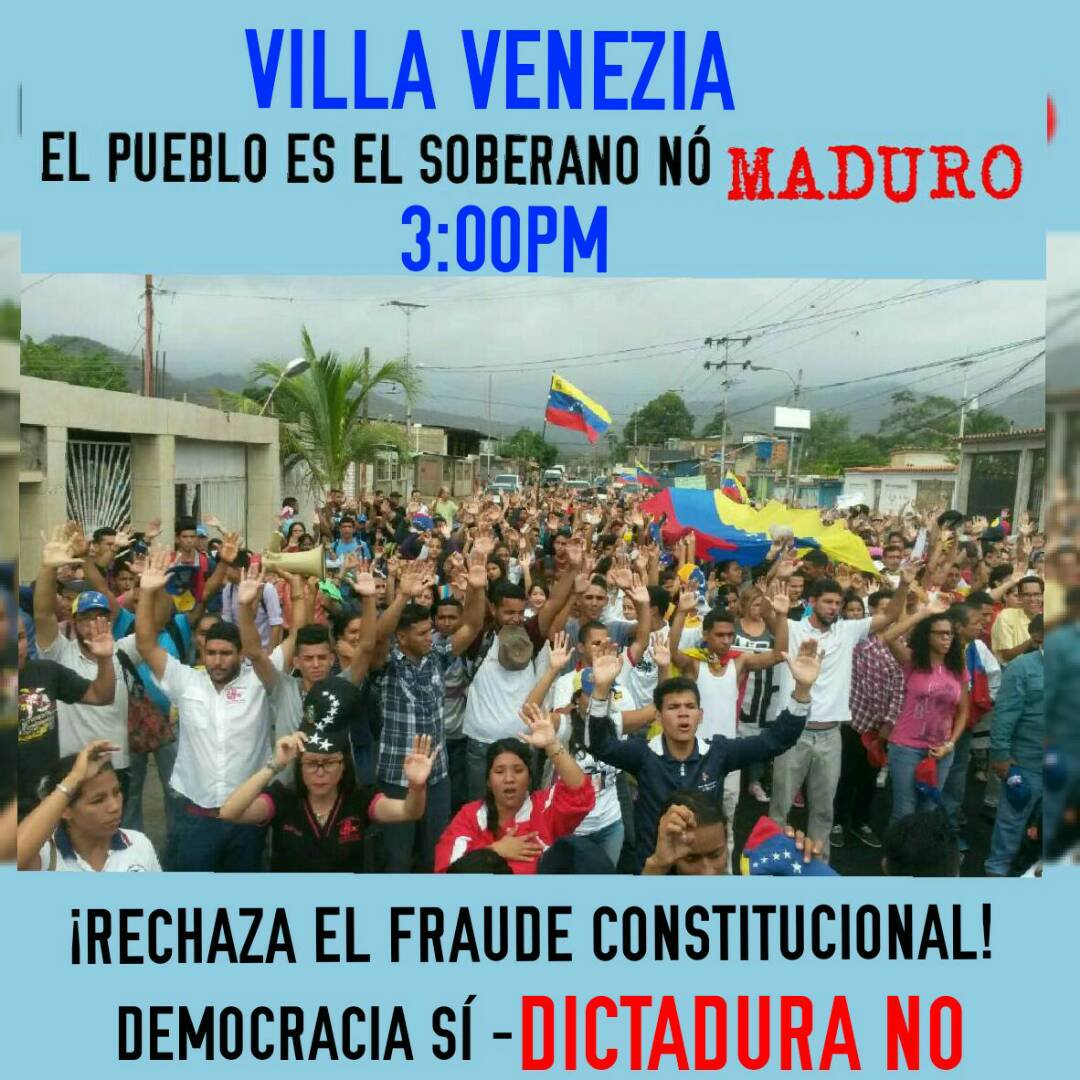 VILLA VENEZIA
EL PUEBLO ES EL SOBERANO NÓ MADURO
3:00PM
¡RECHAZA EL FRAUDE CONSTITUCIONAL!
DEMOCRACIA SÍ - DICTADURA NO